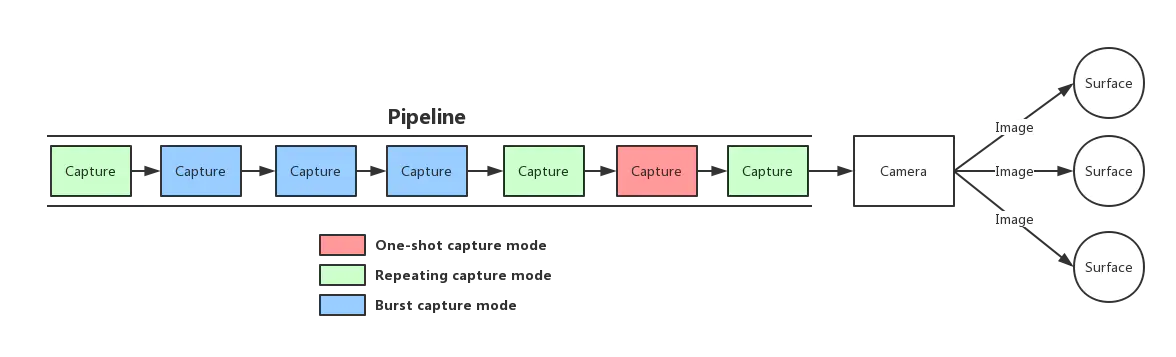 Pipeline
Capture
Capture
Capture
Capture
Capture
Capture
Capture
Camera
Image
Image
Image
Surface
Surface
Surface
One-shot capture mode
Repeating capture mode
Burst capture mode